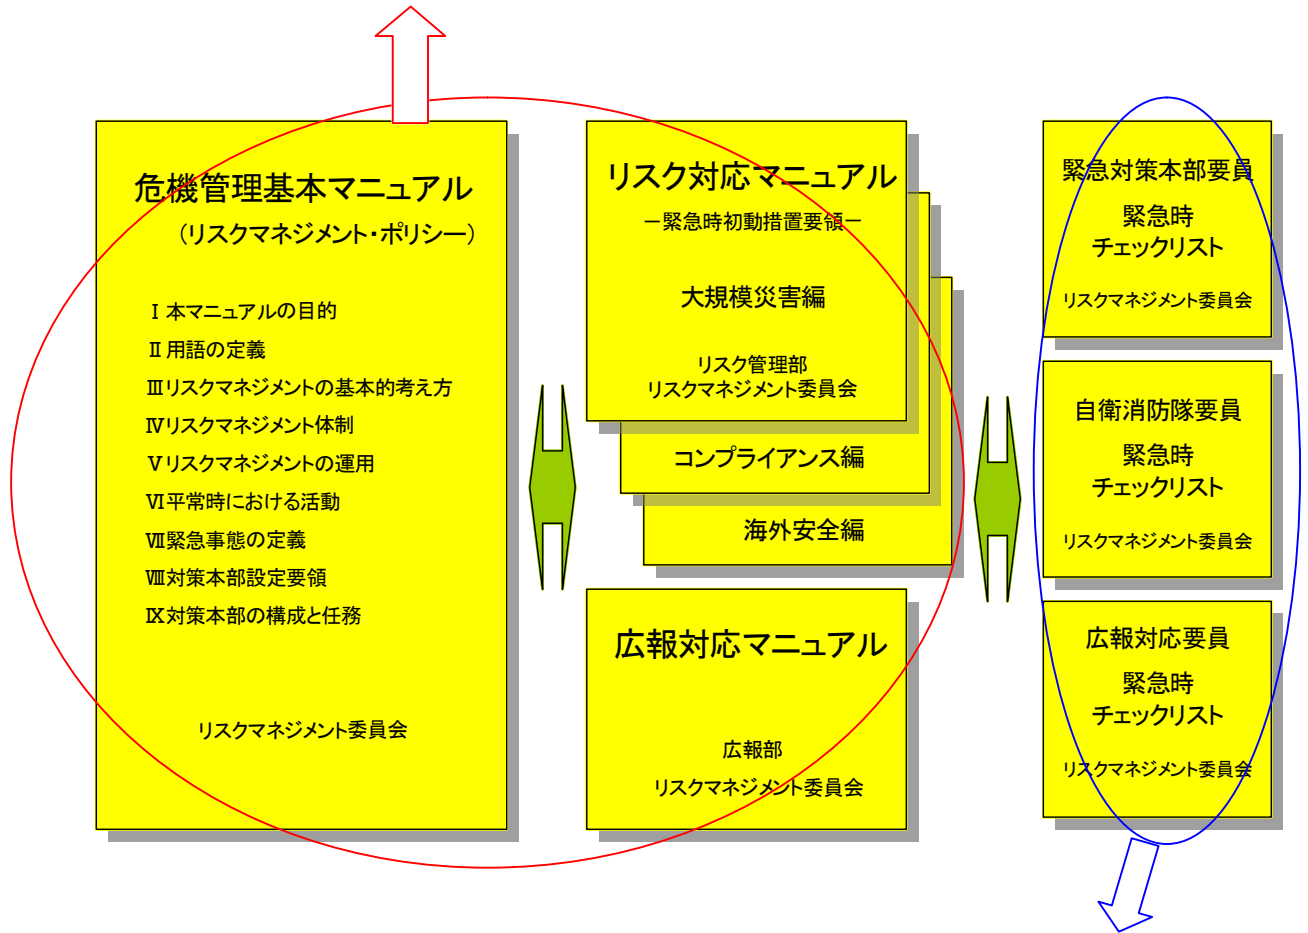 危機管理基本マニュアル
（リスクマネジメント・ポリシー）
Ⅰ 本マニュアルの目的
Ⅱ 用語の定義
Ⅲリスクマネジメントの基本的考え方
Ⅳリスクマネジメント体制
Ⅴリスクマネジメントの運用
Ⅵ平常時における活動
Ⅶ緊急事態の定義
Ⅷ対策本部設定要領
Ⅸ対策本部の構成と任務
リスクマネジメント委員会
リスク対応マニュアル
－緊急時初動措置要領－
大規模災害編
リスク管理部
リスクマネジメント委員会
コンプライアンス編
海外安全編
広報対応マニュアル
広報部
リスクマネジメント委員会
緊急対策本部要員
緊急時
チェックリスト
リスクマネジメント委員会
自衛消防隊要員
緊急時
チェックリスト
リスクマネジメント委員会
広報対応要員
緊急時
チェックリスト
リスクマネジメント委員会